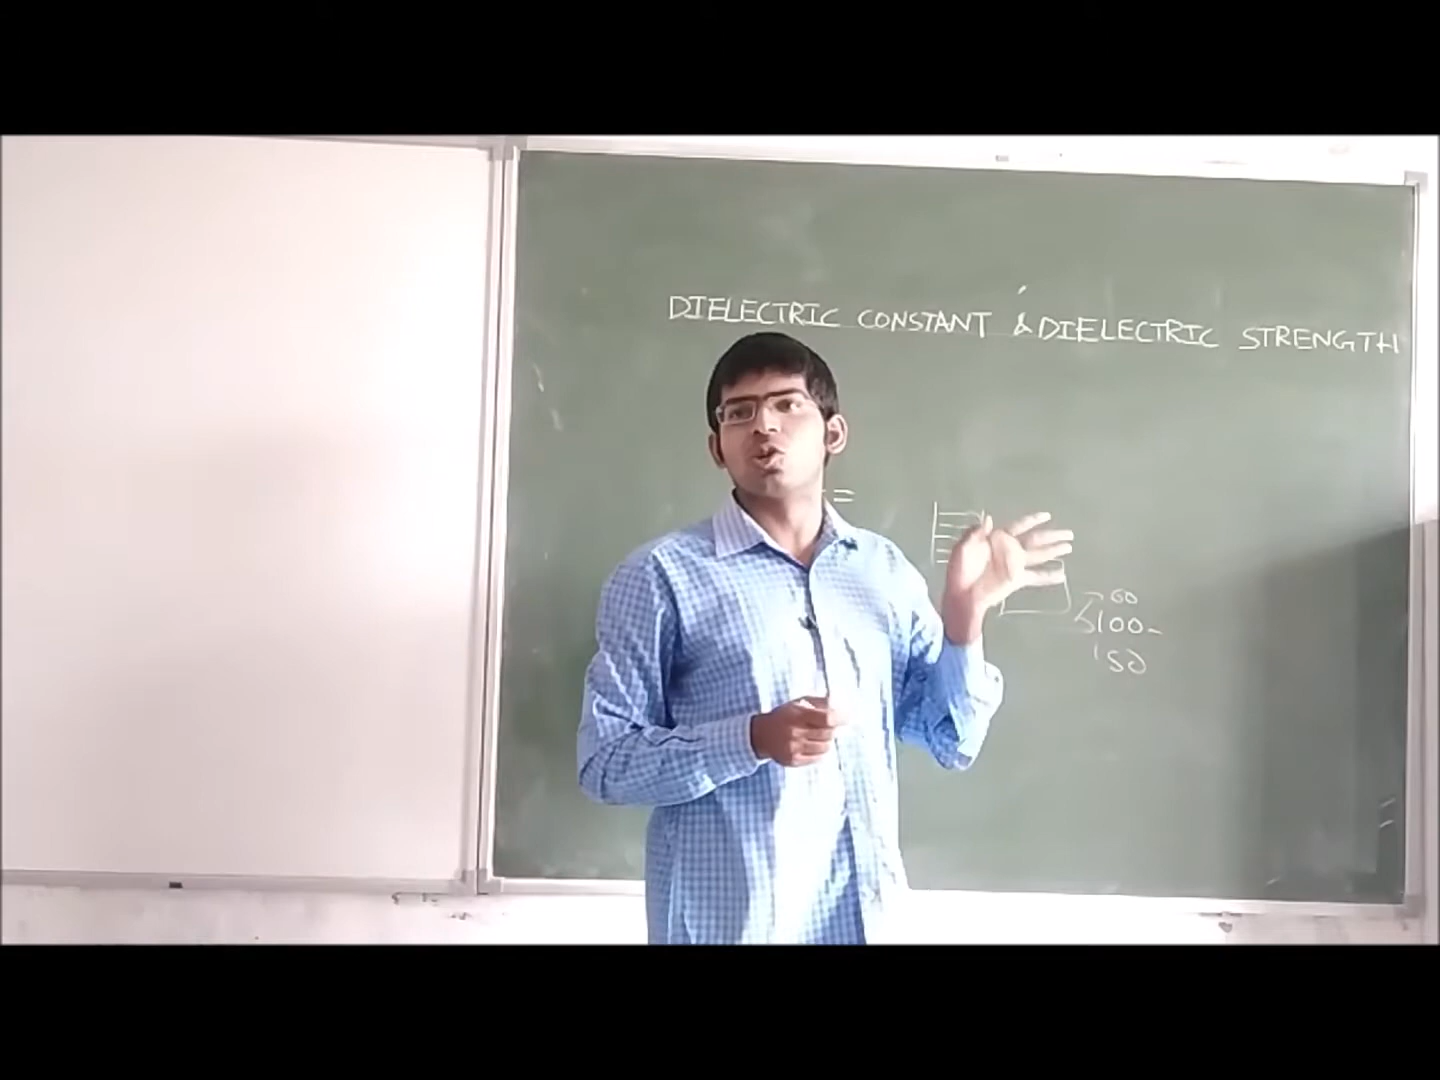 DIELECTRIC CONSTANT & DIELECTRIC STRENGTH
=
60
100-
150